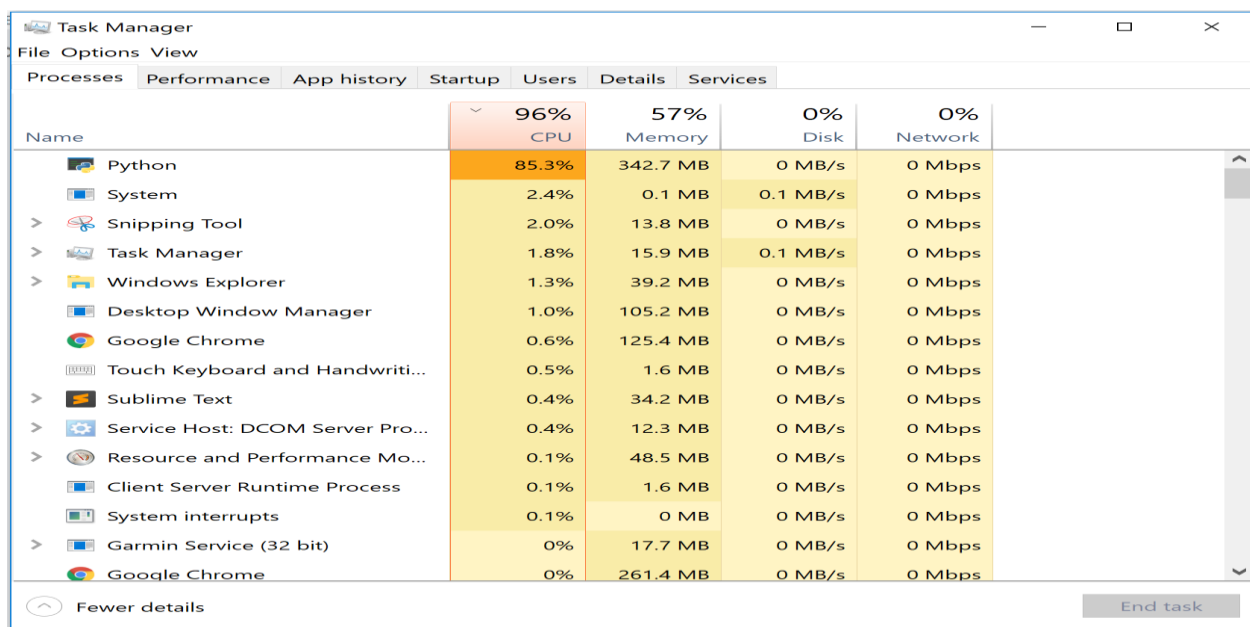 Task Manager
File Options View
Processes Performance App history Startup Users Details Services
96% 57% 0% 0%
Name CPU Memory Disk Network
Python 85.3% 342.7 MB 0 MB/s 0 Mbps
System 2.4% 0.1 MB 0.1 MB/s 0 Mbps
Snipping Tool 2.0% 13.8 MB 0 MB/s 0 Mbps
Task Manager 1.8% 15.9 MB 0.1 MB/s 0 Mbps
Windows Explorer 1.3% 39.2 MB 0 MB/s 0 Mbps
Desktop Window Manager 1.0% 105.2 MB 0 MB/s 0 Mbps
Google Chrome 0.6% 125.4 MB 0 MB/s 0 Mbps
Touch Keyboard and Handwriti... 0.5% 1.6 MB 0 MB/s 0 Mbps
Sublime Text 0.4% 34.2 MB 0 MB/s 0 Mbps
Service Host: DCOM Server Pro... 0.4% 12.3 MB 0 MB/s 0 Mbps
Resource and Performance Mo... 0.1% 48.5 MB 0 MB/s 0 Mbps
Client Server Runtime Process 0.1% 1.6 MB 0 MB/s 0 Mbps
System interrupts 0.1% 0 MB 0 MB/s 0 Mbps
Garmin Service (32 bit) 0% 17.7 MB 0 MB/s 0 Mbps
Google Chrome 0% 261.4 MB 0 MB/s 0 Mbps
Fewer details End task